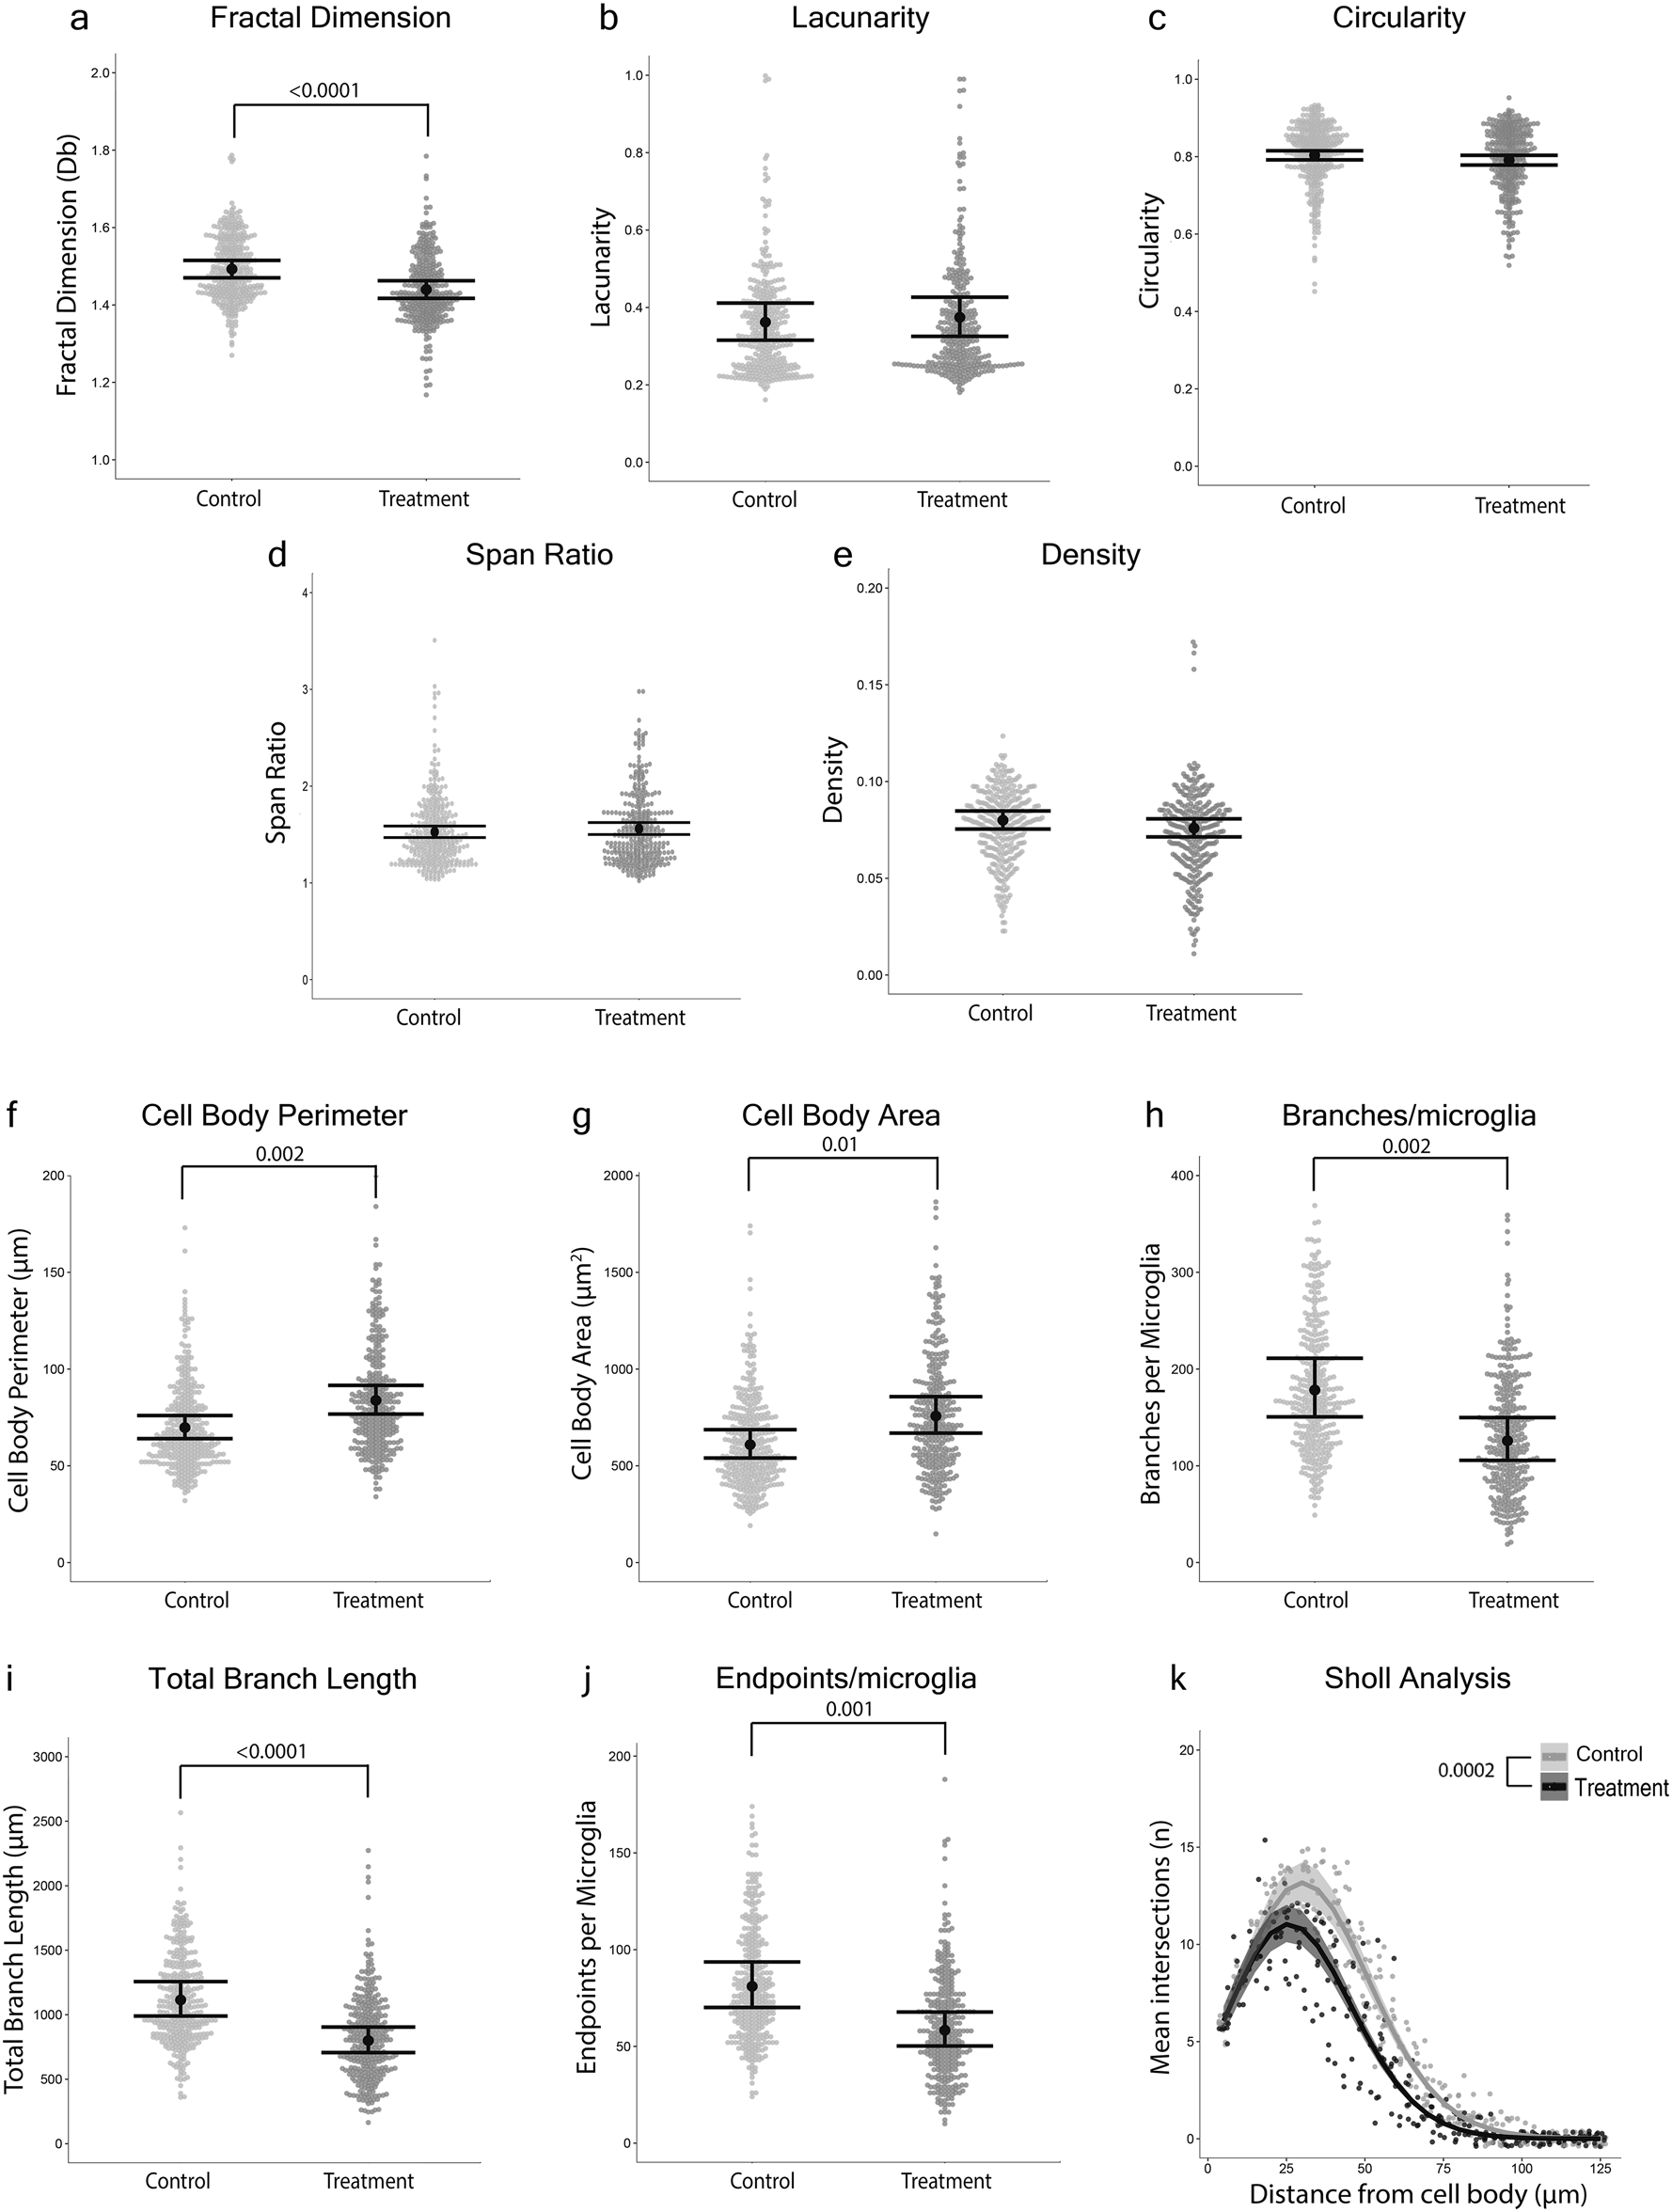 a Fractal Dimension
<0.0001
Fractal Dimension (Db)
2.0
1.8
1.6
1.4
1.2
1.0
Control Treatment
b Lacunarity
Lacunarity
1.0
0.8
0.6
0.4
0.2
0.0
Control Treatment
c Circularity
Circularity
1.0
0.8
0.6
0.4
0.2
0.0
Control Treatment
d Span Ratio
Span Ratio
4
3
2
1
0
Control Treatment
e Density
Density
0.20
0.15
0.10
0.05
0.00
Control Treatment
f Cell Body Perimeter
0.002
Cell Body Perimeter (µm)
200
150
100
50
0
Control Treatment
g Cell Body Area
0.01
Cell Body Area (µm²)
2000
1500
1000
500
0
Control Treatment
h Branches/microglia
0.002
Branches per Microglia
400
300
200
100
0
Control Treatment
i Total Branch Length
<0.0001
Total Branch Length (µm)
3000
2500
2000
1500
1000
500
0
Control Treatment
j Endpoints/microglia
0.001
Endpoints per Microglia
200
150
100
50
0
Control Treatment
k Sholl Analysis
0.0002
Control
Treatment
Mean intersections (n)
20
15
10
5
0
0 25 50 75 100 125
Distance from cell body (µm)